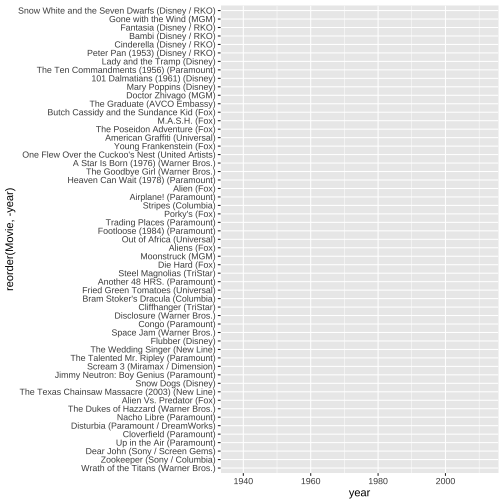 Snow White and the Seven Dwarfs (Disney / RKO)
Gone with the Wind (MGM)
Fantasia (Disney / RKO)
Bambi (Disney / RKO)
Cinderella (Disney / RKO)
Peter Pan (1953) (Disney / RKO)
Lady and the Tramp (Disney)
The Ten Commandments (1956) (Paramount)
101 Dalmatians (1961) (Disney)
Mary Poppins (Disney)
Doctor Zhivago (MGM)
The Graduate (AVCO Embassy)
Butch Cassidy and the Sundance Kid (Fox)
M.A.S.H. (Fox)
The Poseidon Adventure (Fox)
American Graffiti (Universal)
Young Frankenstein (Fox)
One Flew Over the Cuckoo's Nest (United Artists)
A Star Is Born (1976) (Warner Bros.)
The Goodbye Girl (Warner Bros.)
Heaven Can Wait (1978) (Paramount)
Alien (Fox)
Airplane! (Paramount)
Stripes (Columbia)
Porky's (Fox)
Trading Places (Paramount)
Footloose (1984) (Paramount)
Out of Africa (Universal)
Aliens (Fox)
Moonstruck (MGM)
Die Hard (Fox)
Steel Magnolias (TriStar)
Another 48 HRS. (Paramount)
Fried Green Tomatoes (Universal)
Bram Stoker's Dracula (Columbia)
Cliffhanger (TriStar)
Disclosure (Warner Bros.)
Congo (Paramount)
Space Jam (Warner Bros.)
Flubber (Disney)
The Wedding Singer (New Line)
The Talented Mr. Ripley (Paramount)
Scream 3 (Miramax / Dimension)
Jimmy Neutron: Boy Genius (Paramount)
Snow Dogs (Disney)
The Texas Chainsaw Massacre (2003) (New Line)
Alien Vs. Predator (Fox)
The Dukes of Hazzard (Warner Bros.)
Nacho Libre (Paramount)
Disturbia (Paramount / DreamWorks)
Cloverfield (Paramount)
Up in the Air (Paramount)
Dear John (Sony / Screen Gems)
Zookeeper (Sony / Columbia)
Wrath of the Titans (Warner Bros.)
reorder(Movie, -year)
1940 1960 1980 2000
year